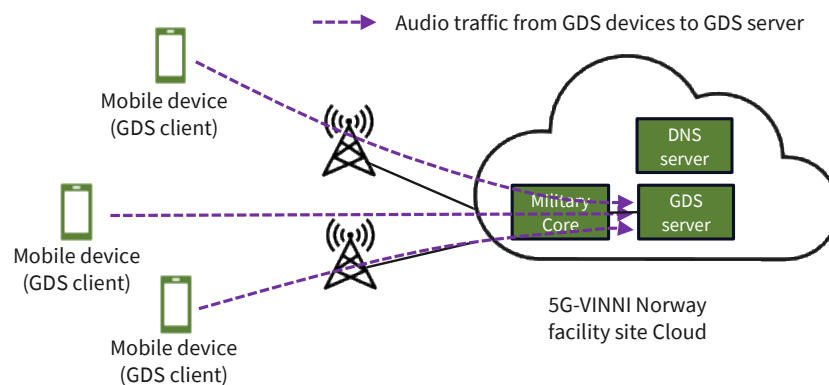 Audio traffic from GDS devices to GDS server
Mobile device
(GDS client)
DNS
server
Military
Core
GDS
server
Mobile device
(GDS client)
5G-VINNI Norway
facility site Cloud
Mobile device
(GDS client)